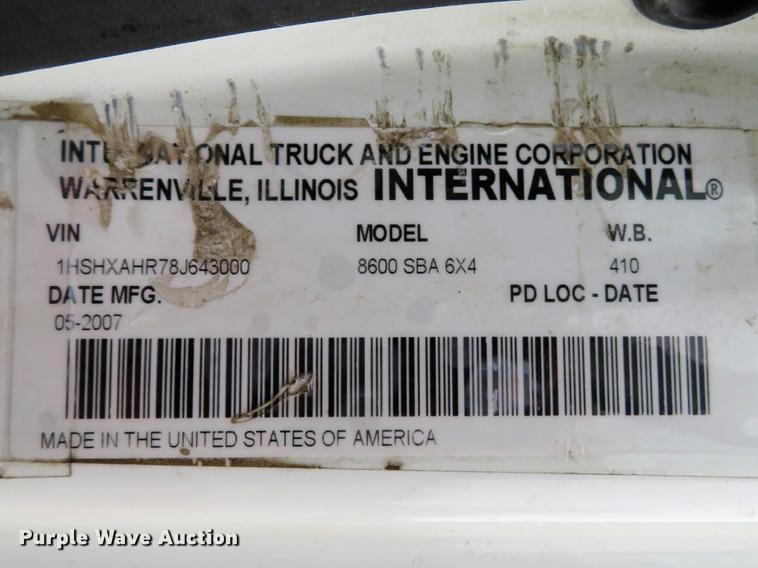 INTERNATIONAL TRUCK AND ENGINE CORPORATION
WARRENVILLE, ILLINOIS INTERNATIONAL®
VIN MODEL W.B.
1HSHXAHR78J643000 8600 SBA 6X4 410
DATE MFG. PD LOC - DATE
05-2007
MADE IN THE UNITED STATES OF AMERICA
Purple Wave Auction